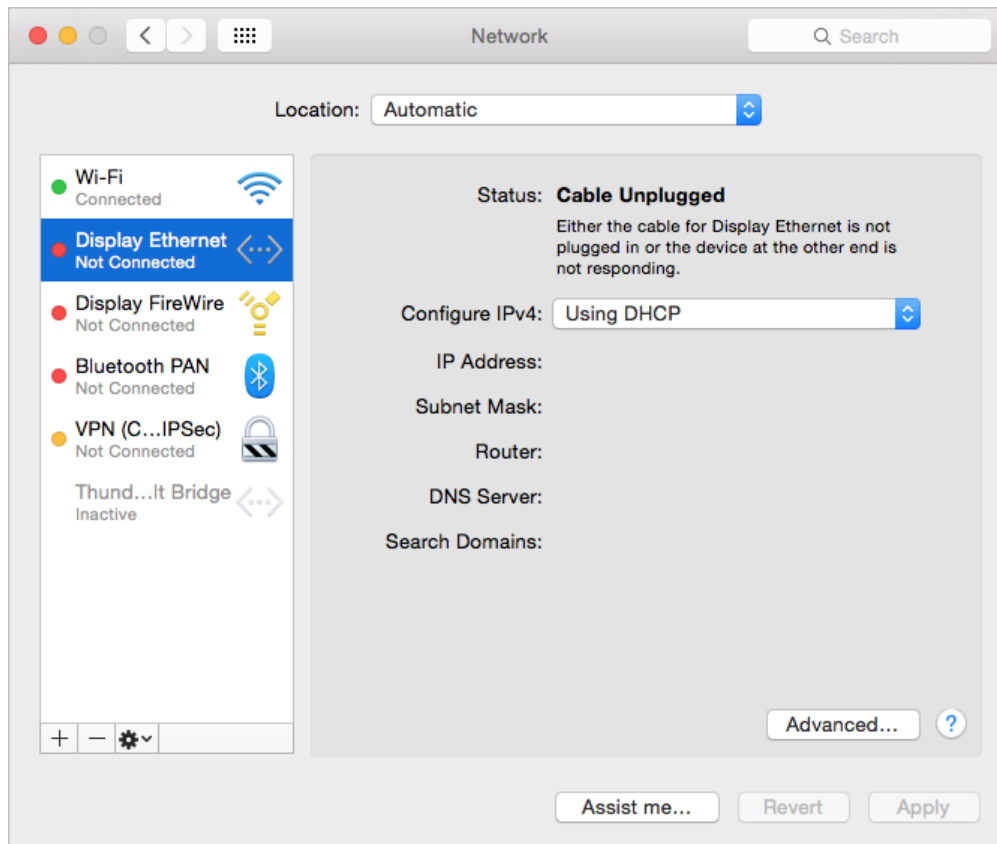 Network
Search
Location: Automatic
Wi-Fi
Connected
Display Ethernet
Not Connected
Display FireWire
Not Connected
Bluetooth PAN
Not Connected
VPN (C...IPSec)
Not Connected
Thund...lt Bridge
Inactive
Status: Cable Unplugged
Either the cable for Display Ethernet is not
plugged in or the device at the other end is
not responding.
Configure IPv4: Using DHCP
IP Address:
Subnet Mask:
Router:
DNS Server:
Search Domains:
Advanced... ?
Assist me... Revert Apply